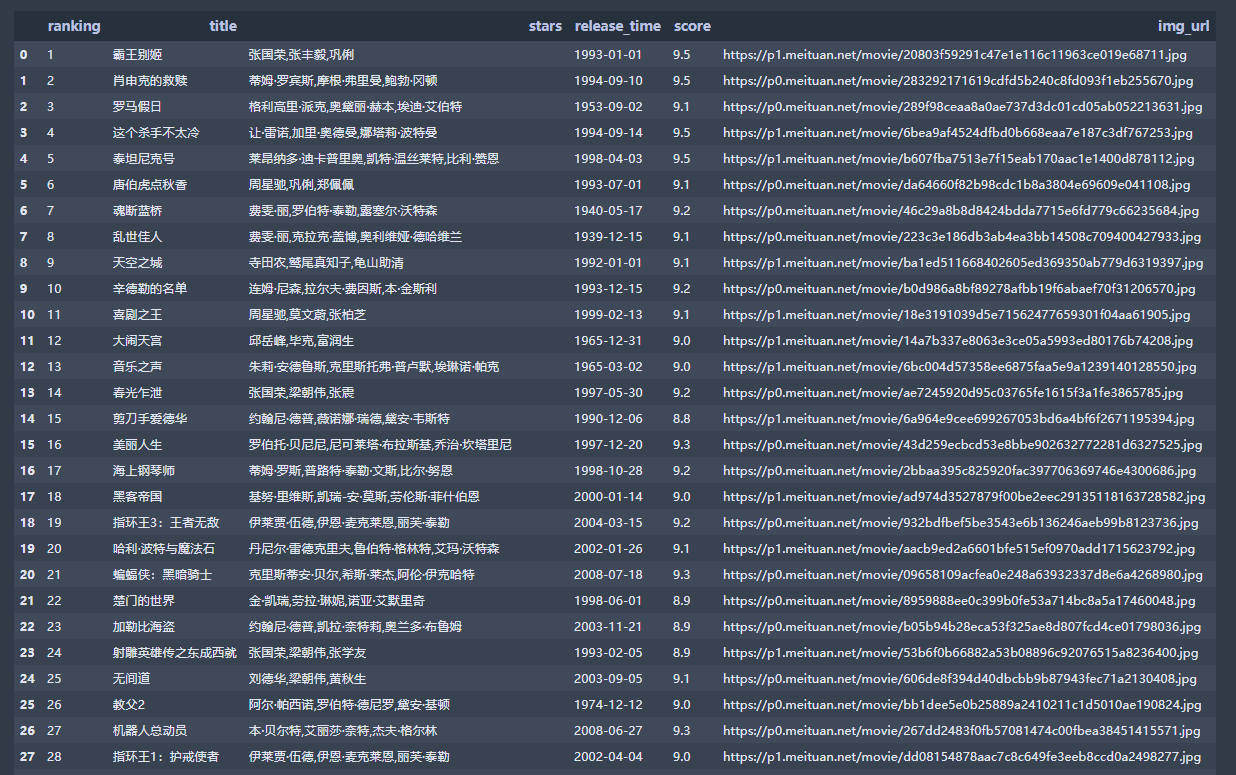 ranking title stars release_time score img_url
0 1 霸王别姬 张国荣,张丰毅,巩俐 1993-01-01 9.5 https://p1.meituan.net/movie/20803f59291c47e1e116c11963ce019e68711.jpg
1 2 肖申克的救赎 蒂姆·罗宾斯,摩根·弗里曼,鲍勃·冈顿 1994-09-10 9.5 https://p0.meituan.net/movie/283292171619cdfd5b240c8fd093f1eb255670.jpg
2 3 罗马假日 格利高里·派克,奥黛丽·赫本,埃迪·艾伯特 1953-09-02 9.1 https://p0.meituan.net/movie/289f98ceaa8a0ae737d3dc01cd05ab052213631.jpg
3 4 这个杀手不太冷 让·雷诺,加里·奥德曼,娜塔莉·波特曼 1994-09-14 9.5 https://p1.meituan.net/movie/6bea9af4524dfbd0b668eaa7e187c3df767253.jpg
4 5 泰坦尼克号 莱昂纳多·迪卡普里奥,凯特·温丝莱特,比利·赞恩 1998-04-03 9.5 https://p1.meituan.net/movie/b607fba7513e7f15eab170aac1e1400d878112.jpg
5 6 唐伯虎点秋香 周星驰,巩俐,郑佩佩 1993-07-01 9.1 https://p0.meituan.net/movie/da64660f82b98cdc1b8a3804e69609e041108.jpg
6 7 魂断蓝桥 费雯·丽,罗伯特·泰勒,露塞尔·沃特森 1940-05-17 9.2 https://p0.meituan.net/movie/46c29a8b8d8424bdda7715e6fd779c66235684.jpg
7 8 乱世佳人 费雯·丽,克拉克·盖博,奥利维娅·德哈维兰 1939-12-15 9.1 https://p0.meituan.net/movie/223c3e186db3ab4ea3bb14508c709400427933.jpg
8 9 天空之城 寺田农,鹫尾真知子,龟山助清 1992-01-01 9.1 https://p1.meituan.net/movie/ba1ed511668402605ed369350ab779d6319397.jpg
9 10 辛德勒的名单 连姆·尼森,拉尔夫·费因斯,本·金斯利 1993-12-15 9.2 https://p0.meituan.net/movie/b0d986a8bf89278afbb19f6abaef70f31206570.jpg
10 11 喜剧之王 周星驰,莫文蔚,张柏芝 1999-02-13 9.1 https://p0.meituan.net/movie/18e3191039d5e71562477659301f04aa61905.jpg
11 12 大闹天宫 邱岳峰,毕克,富润生 1965-12-31 9.0 https://p0.meituan.net/movie/14a7b337e8063e3ce05a5993ed80176b74208.jpg
12 13 音乐之声 朱莉·安德鲁斯,克里斯托弗·普卢默,埃琳诺·帕克 1965-03-02 9.0 https://p0.meituan.net/movie/6bc004d57358ee6875faa5e9a1239140128550.jpg
13 14 春光乍泄 张国荣,梁朝伟,张震 1997-05-30 9.2 https://p0.meituan.net/movie/ae7245920d95c03765fe1615f3a1fe3865785.jpg
14 15 剪刀手爱德华 约翰尼·德普,薇诺娜·瑞德,黛安·韦斯特 1990-12-06 8.8 https://p0.meituan.net/movie/6a964e9cee699267053bd6a4bf6f2671195394.jpg
15 16 美丽人生 罗伯托·贝尼尼,尼可莱塔·布拉斯基,乔治·坎塔里尼 1997-12-20 9.3 https://p0.meituan.net/movie/43d259ecbcd53e8bbe902632772281d6327525.jpg
16 17 海上钢琴师 蒂姆·罗斯,普路特·泰勒·文斯,比尔·努恩 1998-10-28 9.2 https://p0.meituan.net/movie/2bbaa395c825920fac397706369746e4300686.jpg
17 18 黑客帝国 基努·里维斯,凯瑞-安·莫斯,劳伦斯·菲什伯恩 2000-01-14 9.0 https://p1.meituan.net/movie/ad974d3527879f00be2eec29135118163728582.jpg
18 19 指环王3：王者无敌 伊莱贾·伍德,伊恩·麦克莱恩,丽芙·泰勒 2004-03-15 9.2 https://p0.meituan.net/movie/932bdfbef5be3543e6b136246aeb99b8123736.jpg
19 20 哈利·波特与魔法石 丹尼尔·雷德克里夫,鲁伯特·格林特,艾玛·沃特森 2002-01-26 9.1 https://p1.meituan.net/movie/aacb9ed2a6601bfe515ef0970add1715623792.jpg
20 21 蝙蝠侠：黑暗骑士 克里斯蒂安·贝尔,希斯·莱杰,阿伦·伊克哈特 2008-07-18 9.3 https://p0.meituan.net/movie/09658109acfea0e248a63932337d8e6a4268980.jpg
21 22 楚门的世界 金·凯瑞,劳拉·琳妮,诺亚·艾默里奇 1998-06-01 8.9 https://p0.meituan.net/movie/8959888ee0c399b0fe53a714bc8a5a17460048.jpg
22 23 加勒比海盗 约翰尼·德普,凯拉·奈特莉,奥兰多·布鲁姆 2003-11-21 8.9 https://p0.meituan.net/movie/b05b94b28eca53f325ae8d807fcd4ce01798036.jpg
23 24 射雕英雄传之东成西就 张国荣,梁朝伟,张学友 1993-02-05 8.9 https://p1.meituan.net/movie/53b6f0b66882a53b08896c92076515a8236400.jpg
24 25 无间道 刘德华,梁朝伟,黄秋生 2003-09-05 9.1 https://p0.meituan.net/movie/606de8f394d40dbcbb9b87943fec71a2130408.jpg
25 26 教父2 阿尔·帕西诺,罗伯特·德尼罗,黛安·基顿 1974-12-12 9.0 https://p0.meituan.net/movie/bb1dee5e0b25889a2410211c1d5010ae190824.jpg
26 27 机器人总动员 本·贝尔特,艾丽莎·奈特,杰夫·格尔林 2008-06-27 9.3 https://p0.meituan.net/movie/267dd2483f0fb57081474c00fbea38451415571.jpg
27 28 指环王1：护戒使者 伊莱贾·伍德,伊恩·麦克莱恩,丽芙·泰勒 2002-04-04 9.0 https://p0.meituan.net/movie/dd08154878aac7c8c649fe3eeb8ccd0a2498277.jpg